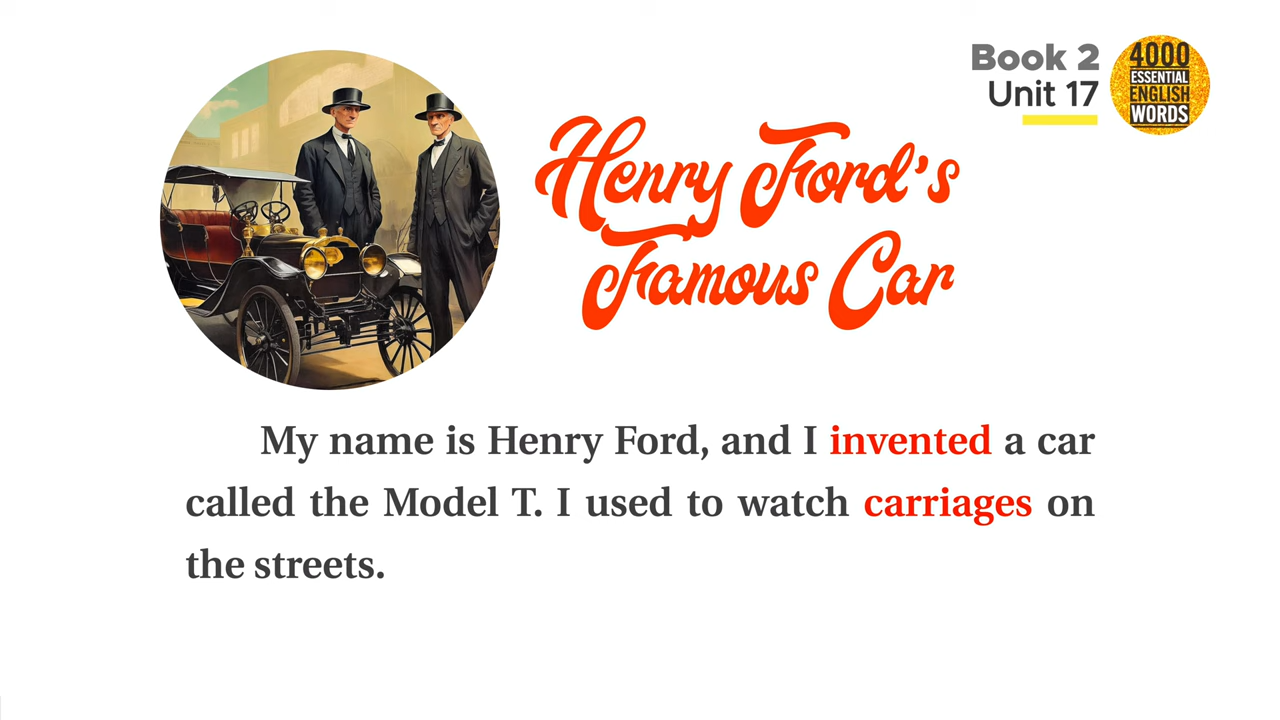 Book 2
Unit 17
4000
ESSENTIAL
ENGLISH
WORDS
Henry Ford's
Famous Car
My name is Henry Ford, and I invented a car
called the Model T. I used to watch carriages on
the streets.